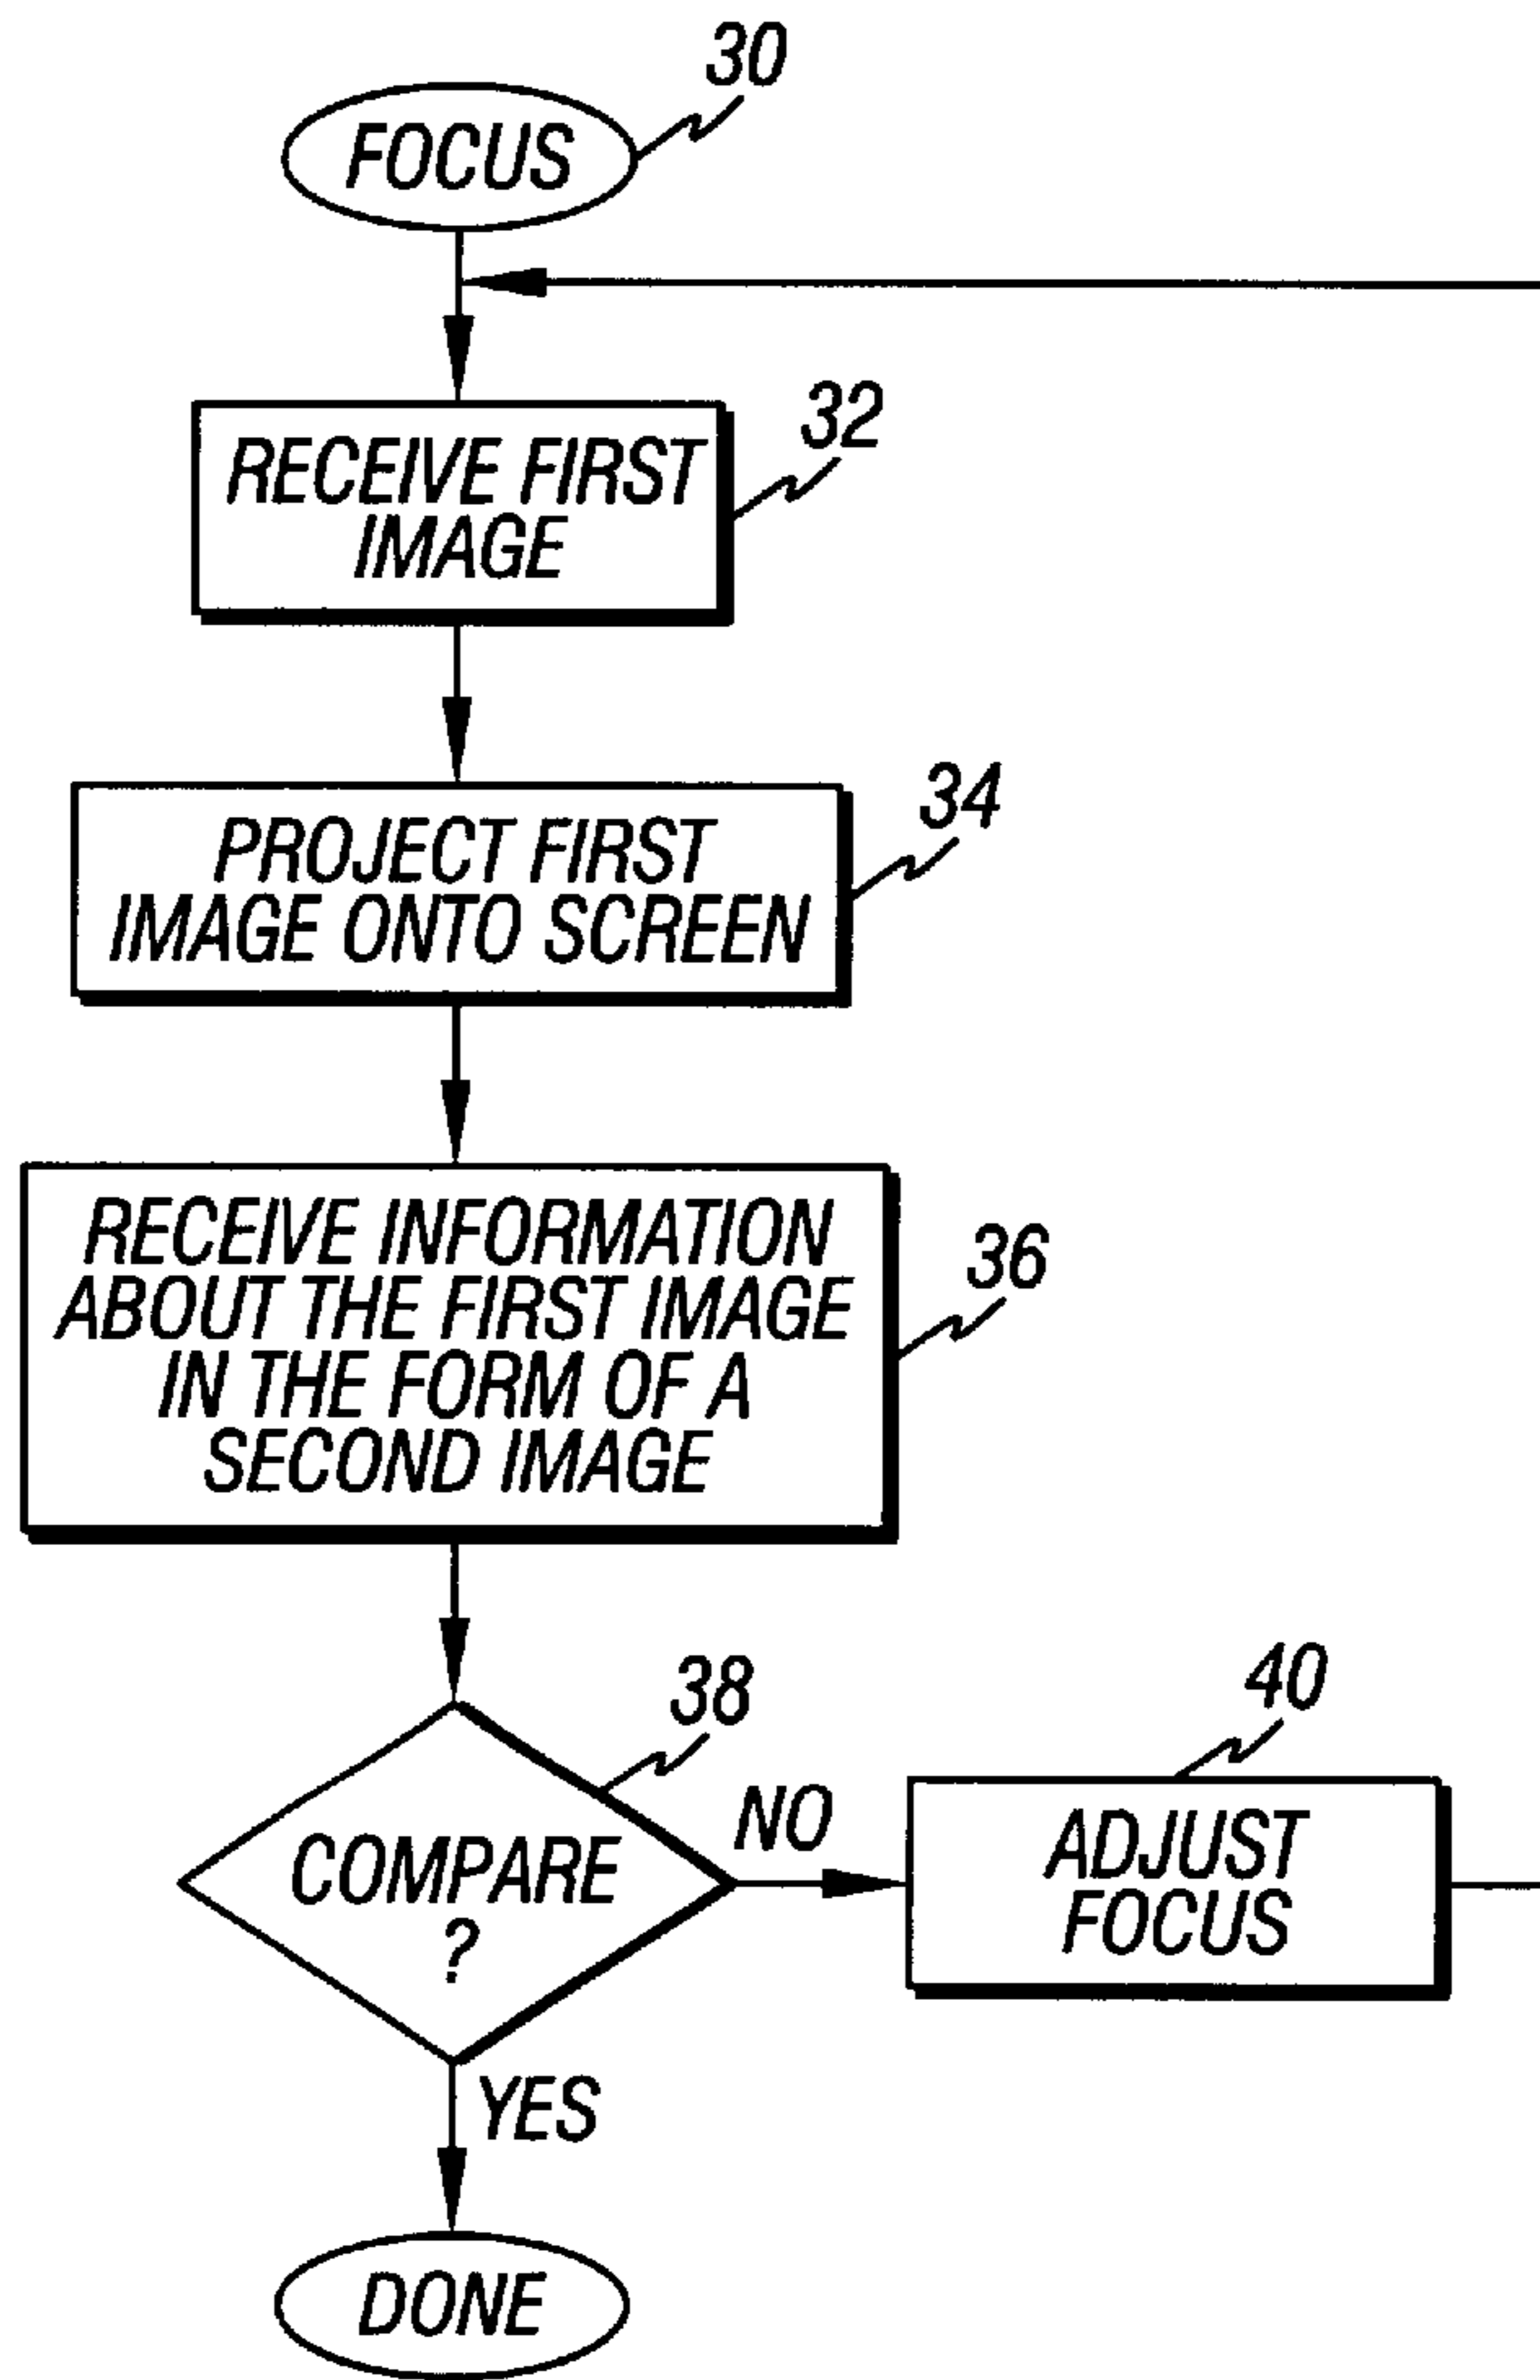 30
FOCUS
32
RECEIVE FIRST
IMAGE
34
PROJECT FIRST
IMAGE ONTO SCREEN
36
RECEIVE INFORMATION
ABOUT THE FIRST IMAGE
IN THE FORM OF A
SECOND IMAGE
38
COMPARE
?
NO
40
ADJUST
FOCUS
YES
DONE